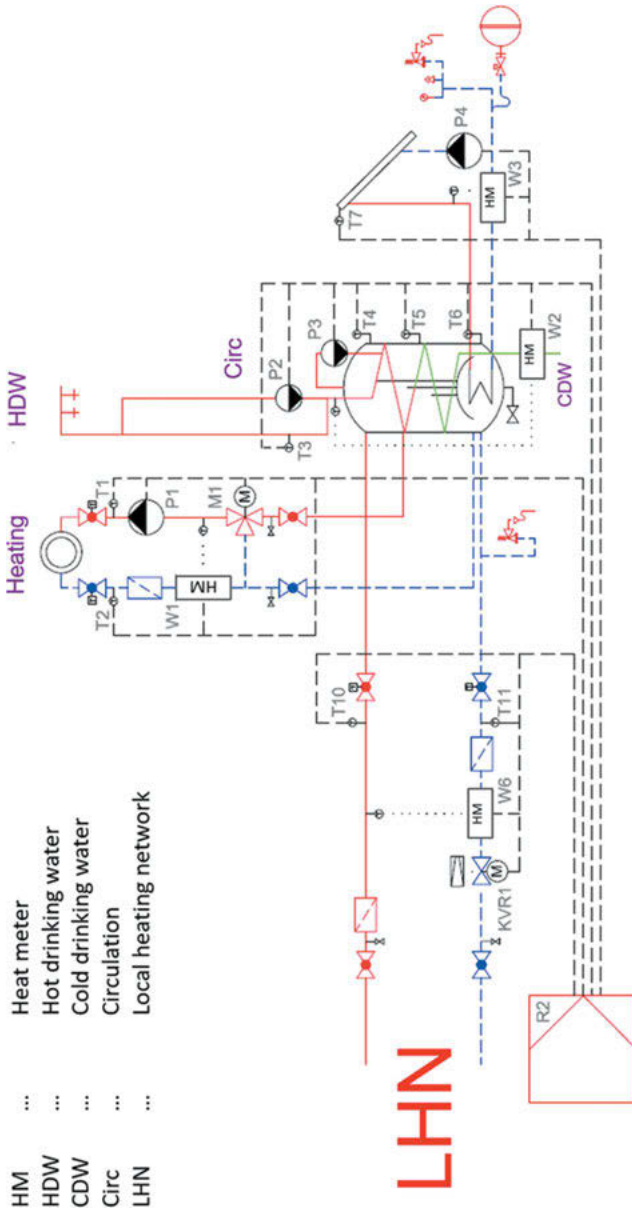 HM ... Heat meter
HDW ... Hot drinking water
CDW ... Cold drinking water
Circ ... Circulation
LHN ... Local heating network
Heating
HDW
Circ
T2
T1
W1
HM
P1
M1
M
T3
P2
P3
T4
T5
T6
HM
W2
CDW
T7
P4
HM
W3
T10
T11
HM
W6
M
KVR1
LHN
R2